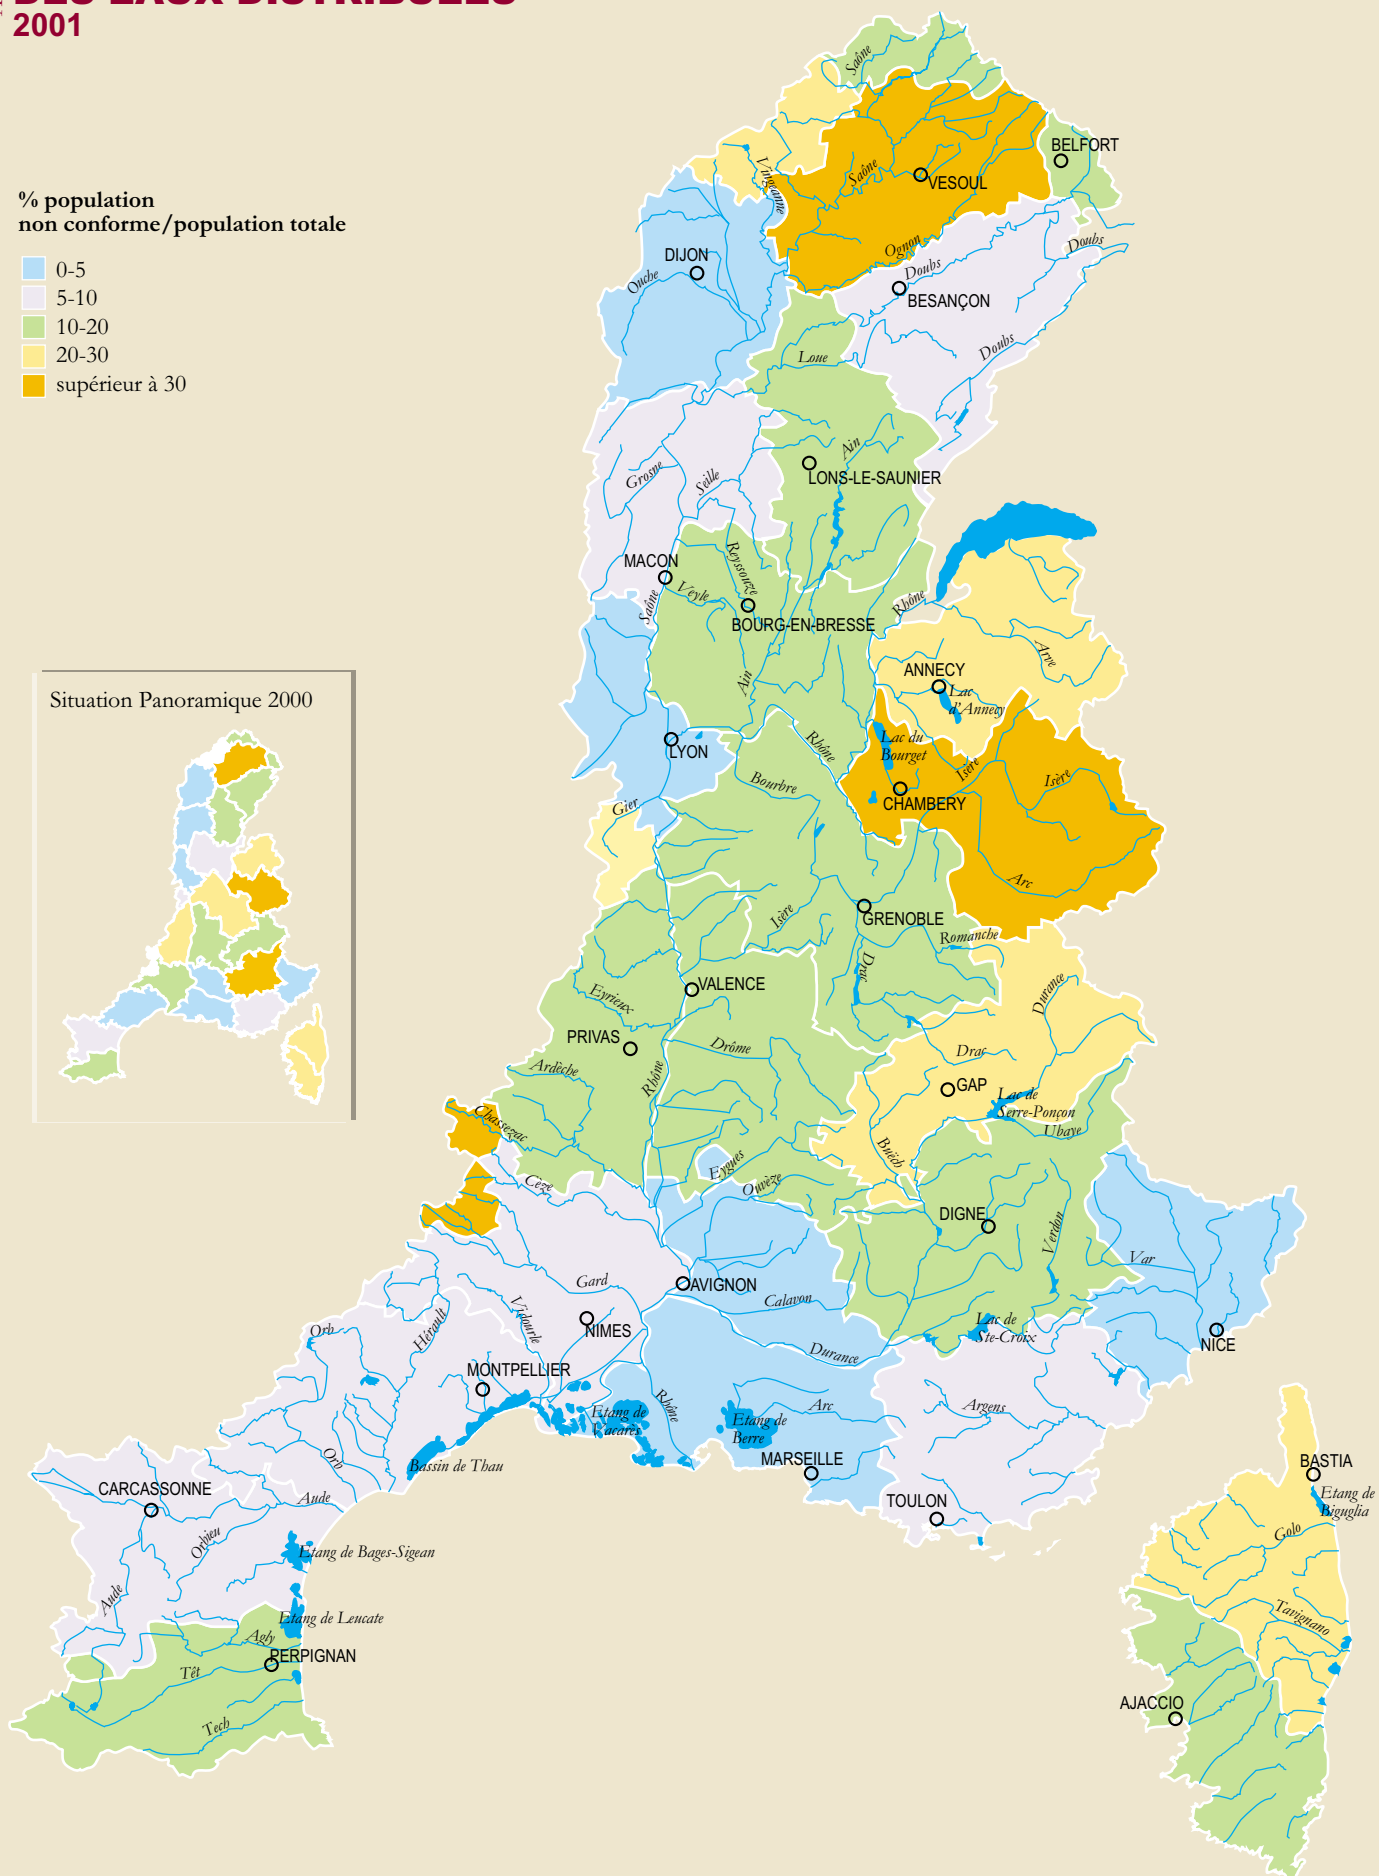 DES EAUX DISTRIBUÉES
2001
% population
non conforme/population totale
0-5
5-10
10-20
20-30
supérieur à 30
Situation Panoramique 2000
Saône
BELFORT
Saône
VESOUL
Vingeanne
Ognon
Doubs
DIJON
Ouche
Doubs
BESANÇON
Doubs
Loue
Ain
LONS-LE-SAUNIER
Grosne
Seille
MACON
Reyssouze
Veyle
Saône
BOURG-EN-BRESSE
Rhône
Arve
ANNECY
Lac
d'Annecy
Ain
LYON
Rhône
Lac du
Bourget
Isère
Isère
Bourbre
CHAMBERY
Gier
Arc
Isère
GRENOBLE
Romanche
Drac
VALENCE
Eyrieux
Durance
PRIVAS
Drôme
Drac
Ardèche
Rhône
GAP
Lac de
Serre-Ponçon
Ubaye
Chassezac
Buëch
Eygues
Cèze
Ouvèze
DIGNE
Verdon
Var
Gard
AVIGNON
Calavon
Vidourle
Hérault
Orb
NIMES
Lac de
Ste-Croix
NICE
Durance
MONTPELLIER
Rhône
Etang de
Vacarès
Arc
Etang de
Berre
Argens
Orb
Bassin de Thau
MARSEILLE
BASTIA
CARCASSONNE
Aude
TOULON
Etang de
Biguglia
Orbieu
Golo
Etang de Bages-Sigean
Aude
Etang de Leucate
Tavignano
Agly
PERPIGNAN
Têt
AJACCIO
Tech